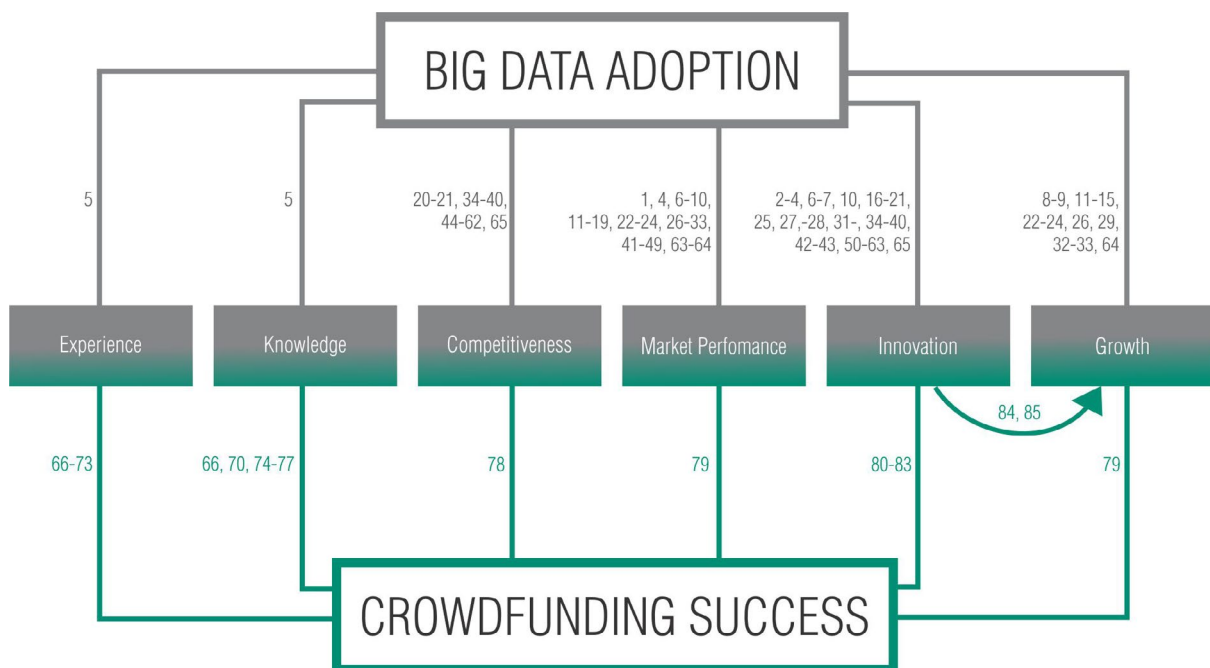 BIG DATA ADOPTION
5
5
20-21, 34-40,
44-62, 65
1, 4, 6-10,
11-19, 22-24, 26-33,
41-49, 63-64
2-4, 6-7, 10, 16-21,
25, 27,-28, 31-, 34-40,
42-43, 50-63, 65
8-9, 11-15,
22-24, 26, 29,
32-33, 64
Experience
Knowledge
Competitiveness
Market Perfomance
Innovation
Growth
84, 85
66-73
66, 70, 74-77
78
79
80-83
79
CROWDFUNDING SUCCESS